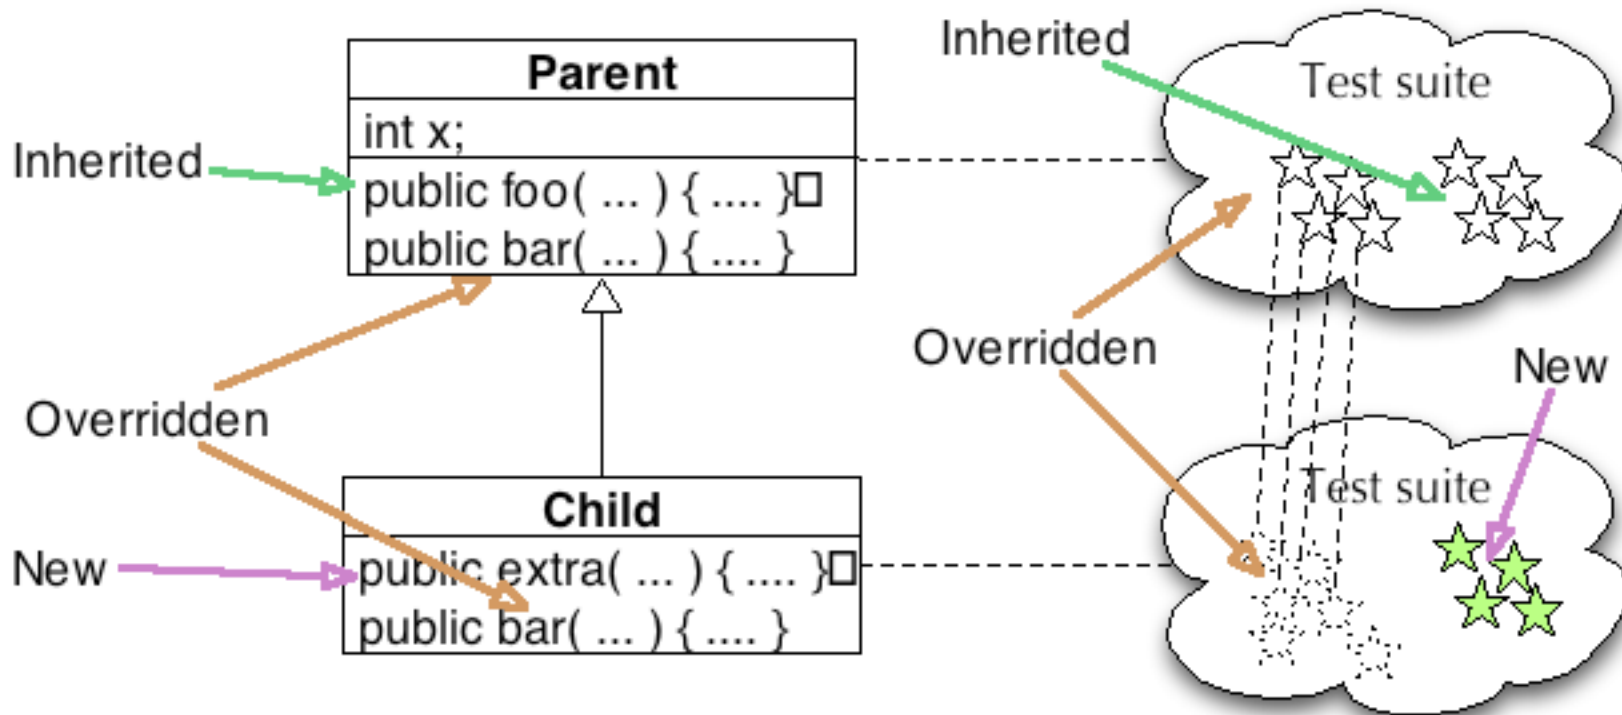 Inherited
Parent
Test suite
int x;
Inherited
public foo( ... ) { .... }
public bar( ... ) { .... }
Overridden
New
Overridden
Test suite
Child
New
public extra( ... ) { .... }
public bar( ... ) { .... }